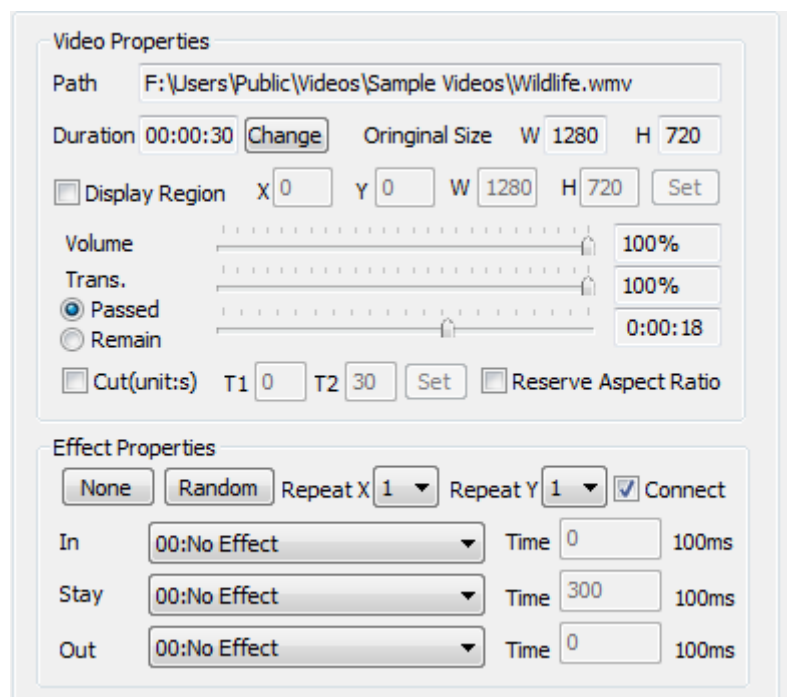 Video Properties
Path F:\Users\Public\Videos\Sample Videos\Wildlife.wmv
Duration 00:00:30 Change Oringinal Size W 1280 H 720
Display Region X 0 Y 0 W 1280 H 720 Set
Volume 100%
Trans. 100%
Passed 0:00:18
Remain
Cut(unit:s) T1 0 T2 30 Set Reserve Aspect Ratio
Effect Properties
None Random Repeat X 1 Repeat Y 1 Connect
In 00:No Effect Time 0 100ms
Stay 00:No Effect Time 300 100ms
Out 00:No Effect Time 0 100ms